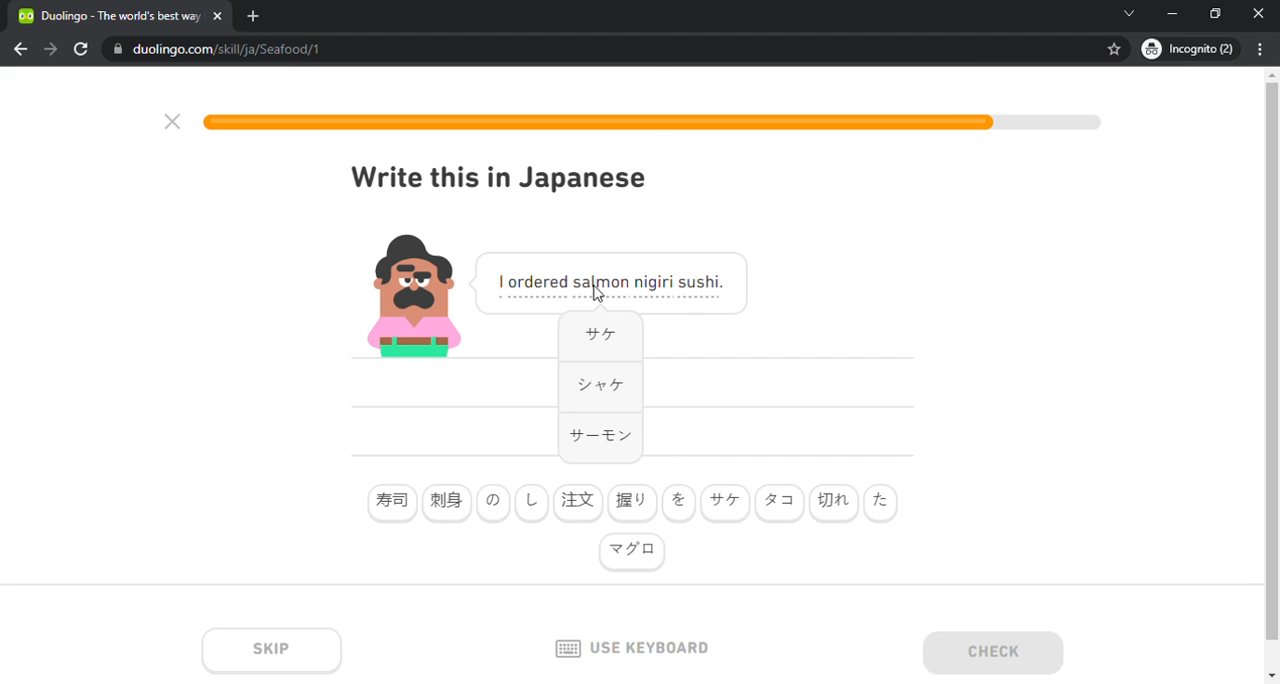 Duolingo - The world's best way
duolingo.com/skill/ja/Seafood/1
Incognito (2)
Write this in Japanese
I ordered salmon nigiri sushi.
サケ
シャケ
サーモン
寿司 刺身 の し 注文 握り を サケ タコ 切れ た
マグロ
SKIP
USE KEYBOARD
CHECK